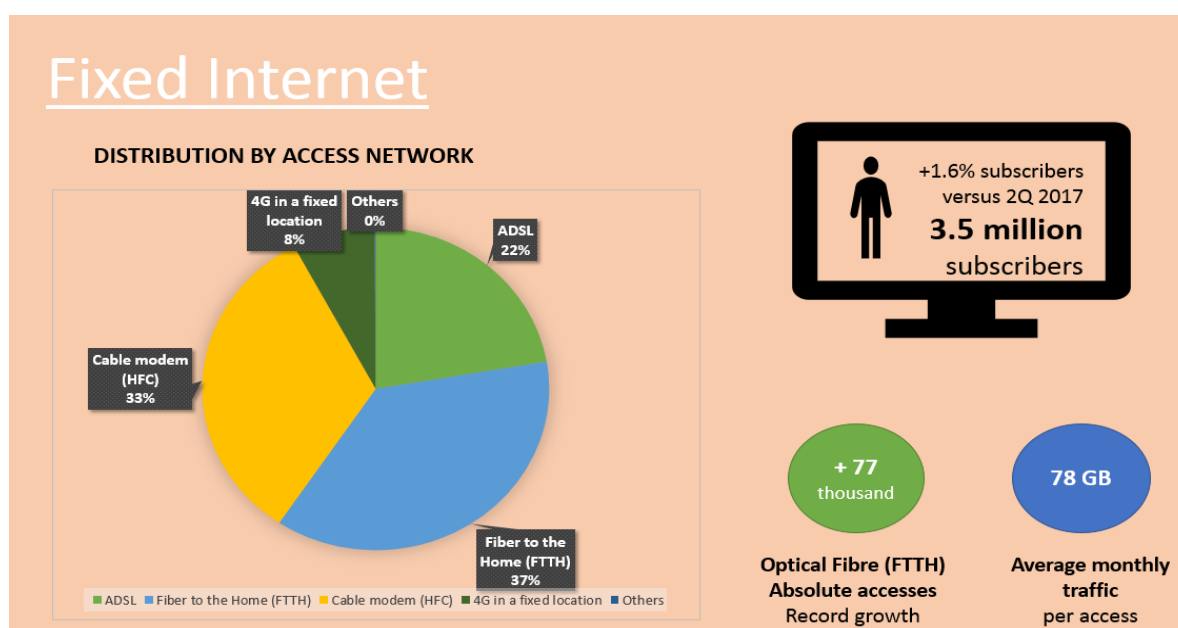 Fixed Internet
DISTRIBUTION BY ACCESS NETWORK
4G in a fixed
location
8%
Others
0%
ADSL
22%
Cable modem
(HFC)
33%
Fiber to the
Home (FTTH)
37%
ADSL Fiber to the Home (FTTH) Cable modem (HFC) 4G in a fixed location Others
+1.6% subscribers
versus 2Q 2017
3.5 million
subscribers
+ 77
thousand
Optical Fibre (FTTH)
Absolute accesses
Record growth
78 GB
Average monthly
traffic
per access